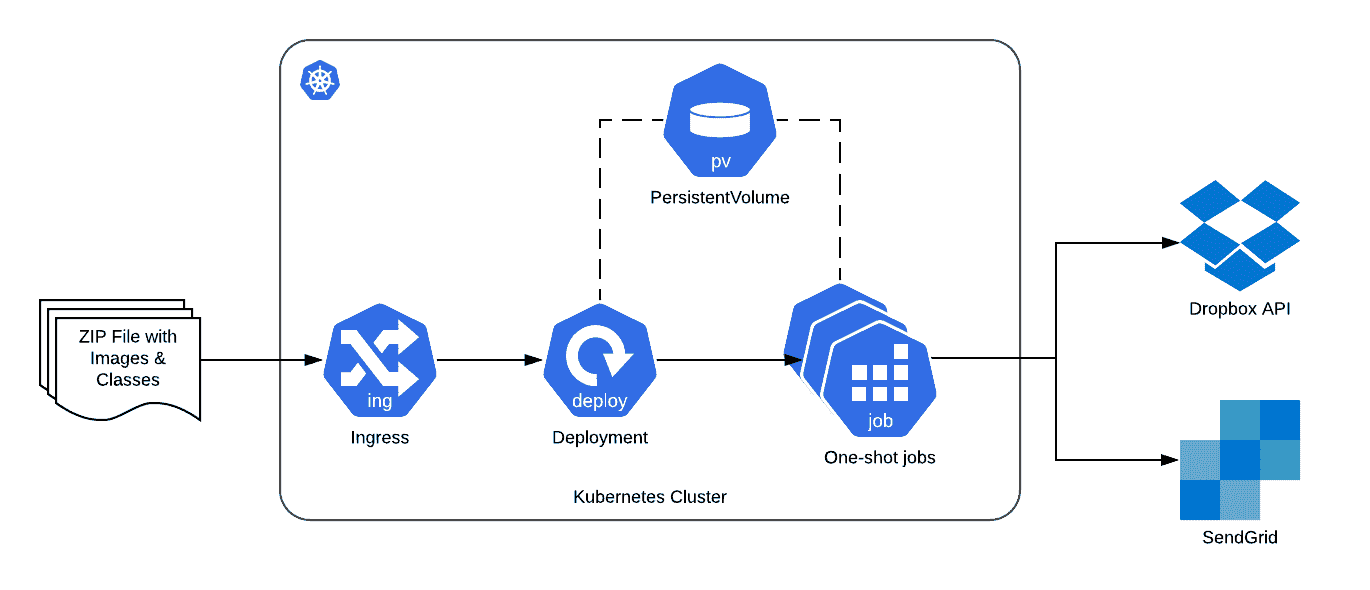 pv
PersistentVolume
ZIP File with
Images &
Classes
ing
Ingress
deploy
Deployment
job
One-shot jobs
Kubernetes Cluster
Dropbox API
SendGrid